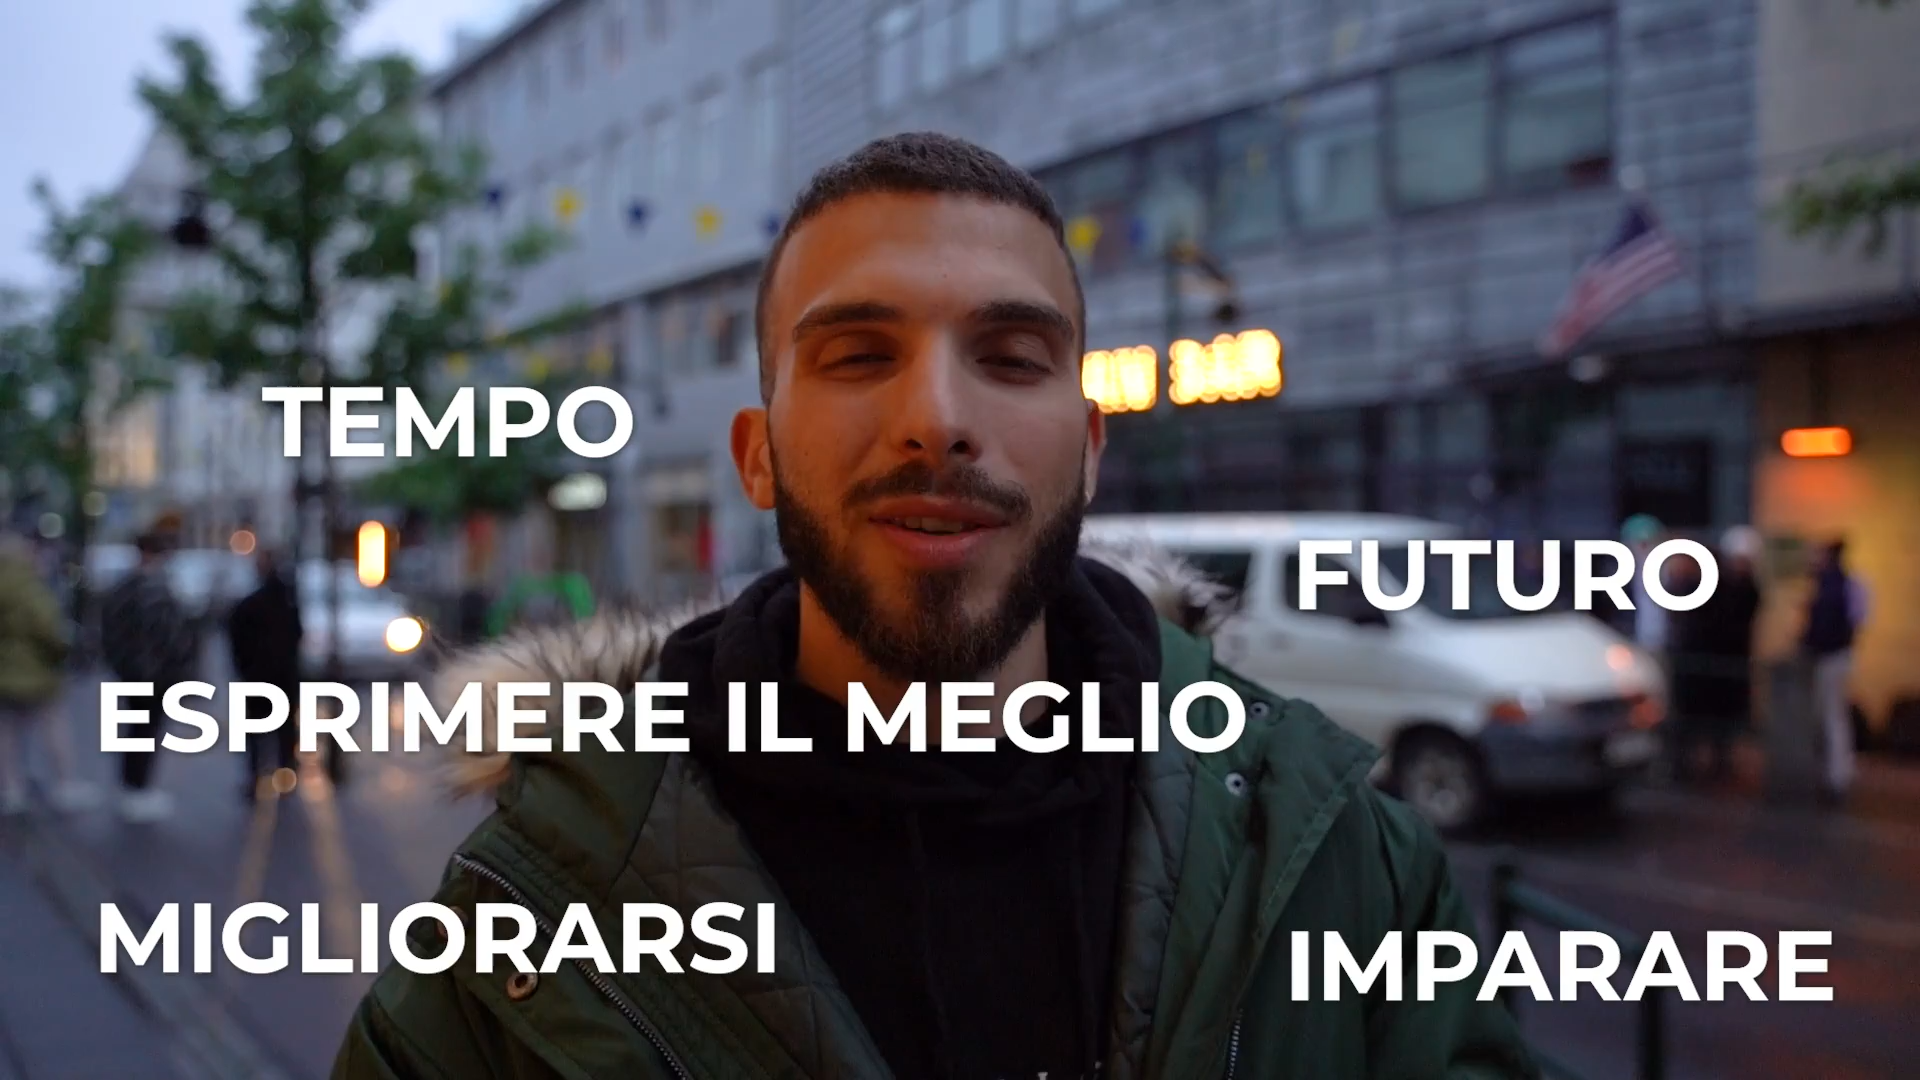 TEMPO
FUTURO
ESPRIMERE IL MEGLIO
MIGLIORARSI
IMPARARE